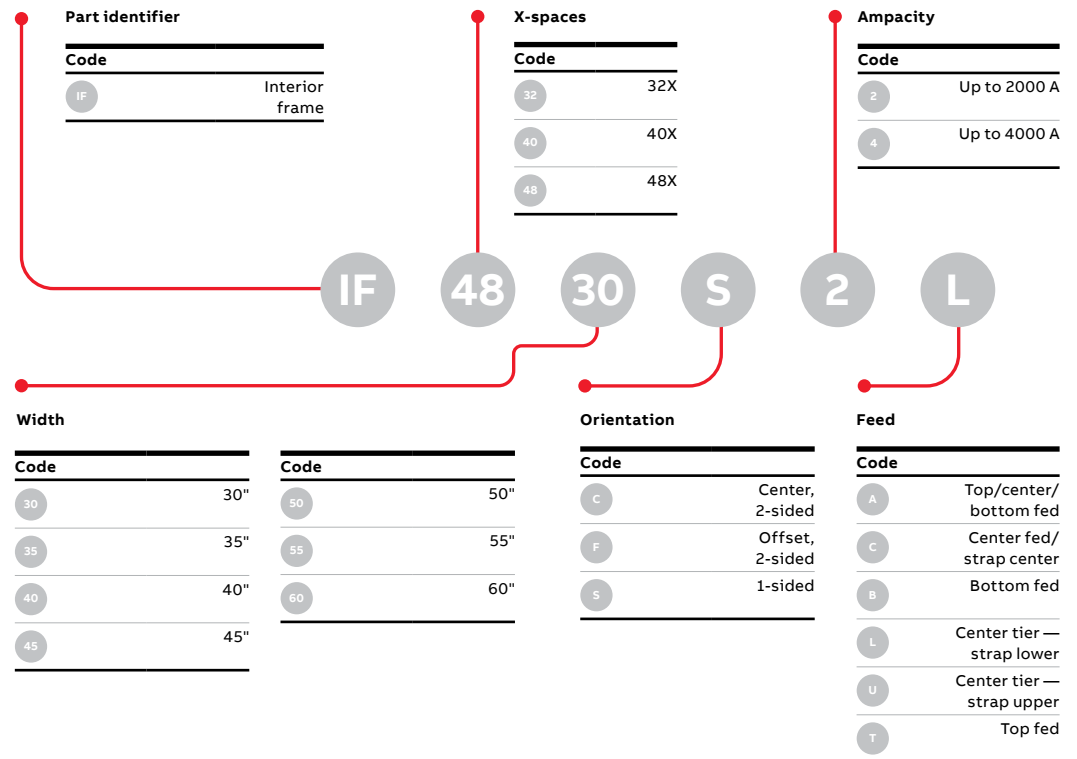 Part identifier
Code
IF
Interior
frame
X-spaces
Code
32
32X
40
40X
48
48X
Ampacity
Code
2
Up to 2000 A
4
Up to 4000 A
IF 48 30 S 2 L
Width
Code
30
30"
35
35"
40
40"
45
45"
Code
50
50"
55
55"
60
60"
Orientation
Code
C
Center,
2-sided
F
Offset,
2-sided
S
1-sided
Feed
Code
A
Top/center/
bottom fed
C
Center fed/
strap center
B
Bottom fed
L
Center tier —
strap lower
U
Center tier —
strap upper
T
Top fed